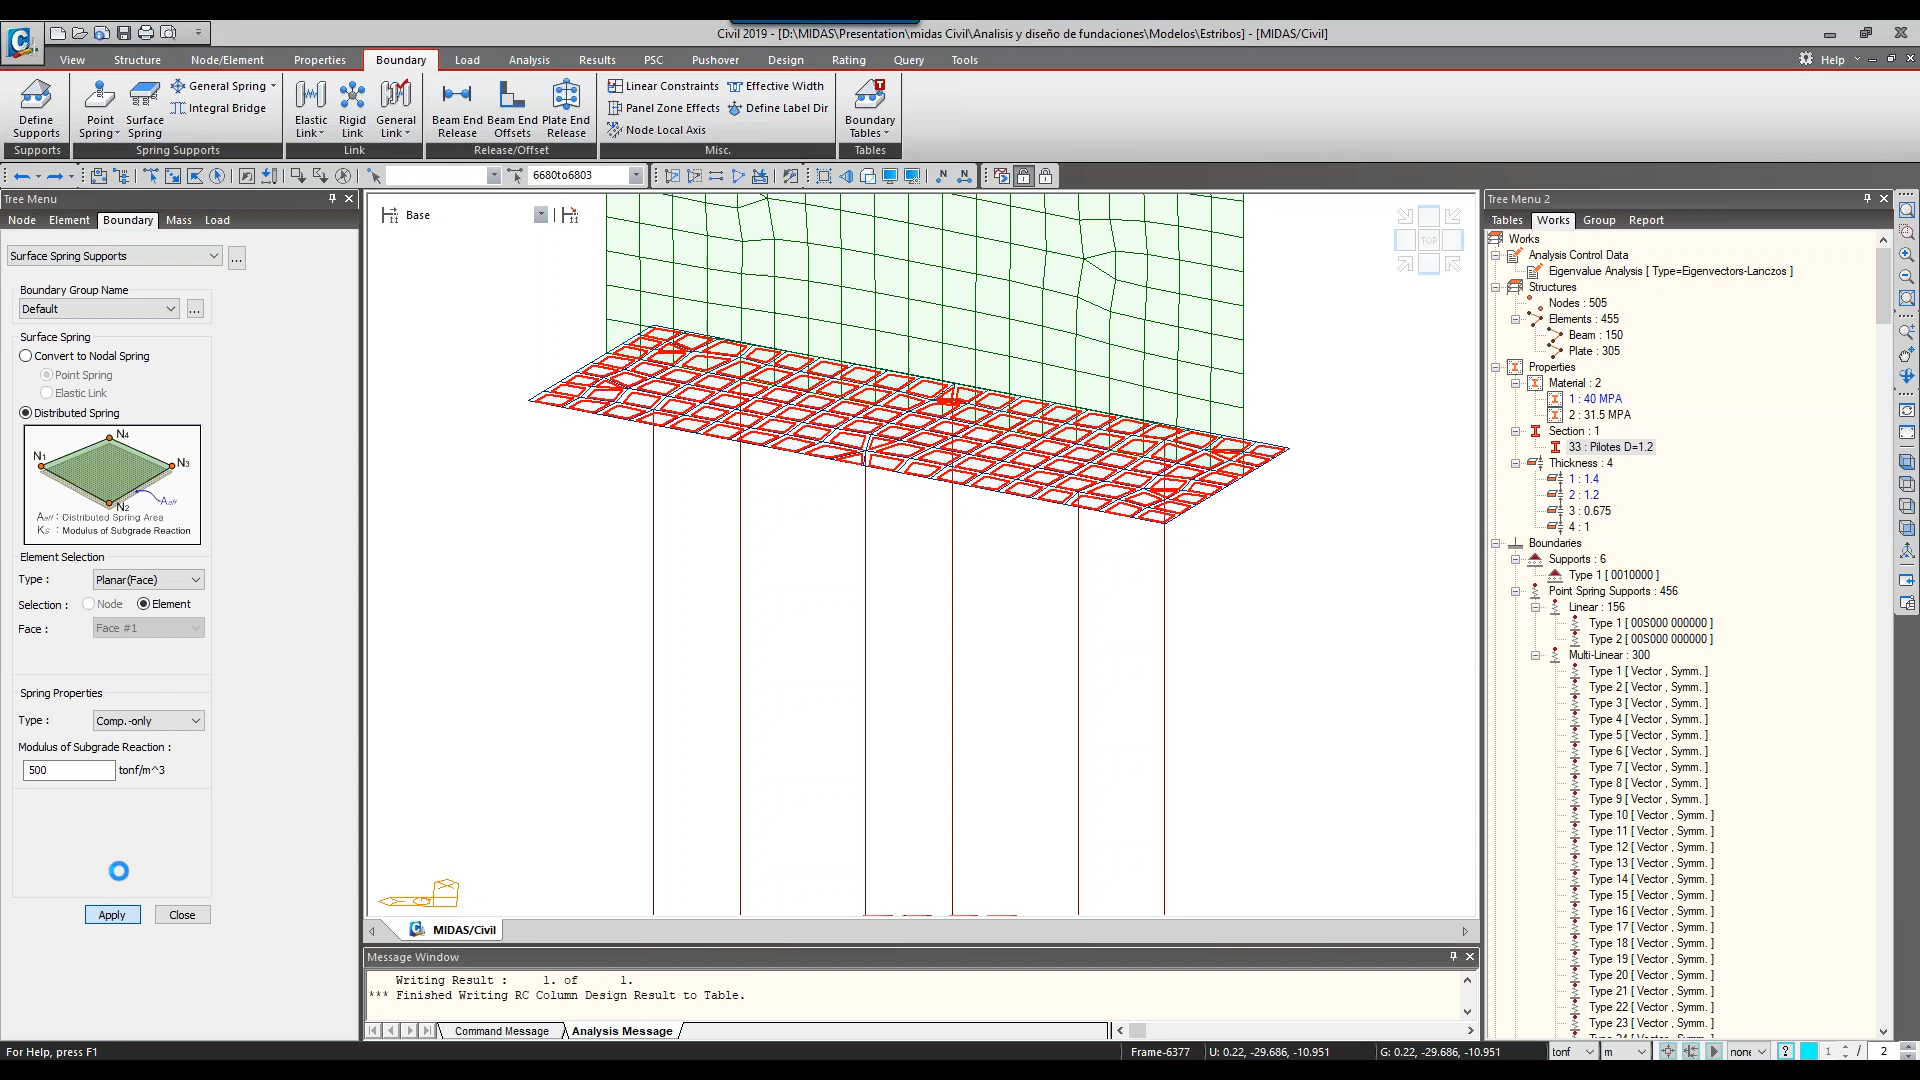 Civil 2019 - [D:\MIDAS\Presentation\midas Civil\Analisis y diseño de fundaciones\Modelos\Estribos] - [MIDAS/Civil]
View Structure Node/Element Properties Boundary Load Analysis Results PSC Pushover Design Rating Query Tools Help
Define Supports
Point Spring
Surface Spring
General Spring
Integral Bridge
Elastic Link
Rigid Link
General Link
Beam End Release
Beam End Offsets
Plate End Release
Linear Constraints
Effective Width
Panel Zone Effects
Define Label Dir
Node Local Axis
Boundary Tables
Supports Spring Supports Link Release/Offset Misc. Tables
6680to6803
Tree Menu
Node Element Boundary Mass Load
Surface Spring Supports
...
Boundary Group Name
Default
...
Surface Spring
Convert to Nodal Spring
Point Spring
Elastic Link
Distributed Spring
N4
N1
N3
N2
Aeff
Aeff : Distributed Spring Area
Ks : Modulus of Subgrade Reaction
Element Selection
Type : Planar(Face)
Selection : Node Element
Face : Face #1
Spring Properties
Type : Comp.-only
Modulus of Subgrade Reaction :
500 tonf/m^3
Apply Close
Base
TOP
MIDAS/Civil
Message Window
Writing Result : 1. of 1.
*** Finished Writing RC Column Design Result to Table.
Command Message Analysis Message
Tree Menu 2
Tables Works Group Report
Works
Analysis Control Data
Eigenvalue Analysis [ Type=Eigenvectors-Lanczos ]
Structures
Nodes : 505
Elements : 455
Beam : 150
Plate : 305
Properties
Material : 2
1 : 40 MPA
2 : 31.5 MPA
Section : 1
33 : Pilotes D=1.2
Thickness : 4
1 : 1.4
2 : 1.2
3 : 0.675
4 : 1
Boundaries
Supports : 6
Type 1 [ 0010000 ]
Point Spring Supports : 456
Linear : 156
Type 1 [ 00S000 000000 ]
Type 2 [ 00S000 000000 ]
Multi-Linear : 300
Type 1 [ Vector , Symm. ]
Type 2 [ Vector , Symm. ]
Type 3 [ Vector , Symm. ]
Type 4 [ Vector , Symm. ]
Type 5 [ Vector , Symm. ]
Type 6 [ Vector , Symm. ]
Type 7 [ Vector , Symm. ]
Type 8 [ Vector , Symm. ]
Type 9 [ Vector , Symm. ]
Type 10 [ Vector , Symm. ]
Type 11 [ Vector , Symm. ]
Type 12 [ Vector , Symm. ]
Type 13 [ Vector , Symm. ]
Type 14 [ Vector , Symm. ]
Type 15 [ Vector , Symm. ]
Type 16 [ Vector , Symm. ]
Type 17 [ Vector , Symm. ]
Type 18 [ Vector , Symm. ]
Type 19 [ Vector , Symm. ]
Type 20 [ Vector , Symm. ]
Type 21 [ Vector , Symm. ]
Type 22 [ Vector , Symm. ]
Type 23 [ Vector , Symm. ]
For Help, press F1
Frame-6377 U: 0.22, -29.686, -10.951 G: 0.22, -29.686, -10.951 tonf m none ? 1 / 2